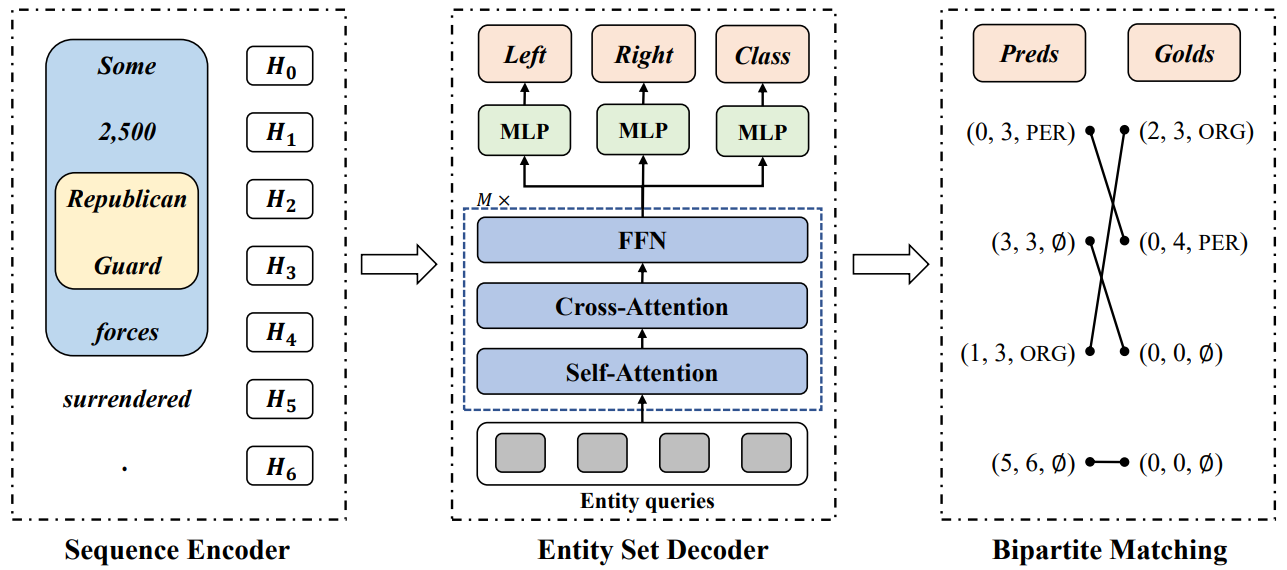 Some
H0
2,500
H1
Republican
H2
Guard
H3
forces
H4
surrendered
H5
.
H6
Sequence Encoder
Left
Right
Class
MLP
MLP
MLP
M ×
FFN
Cross-Attention
Self-Attention
Entity queries
Entity Set Decoder
Preds
Golds
(0, 3, PER)
(2, 3, ORG)
(3, 3, ∅)
(0, 4, PER)
(1, 3, ORG)
(0, 0, ∅)
(5, 6, ∅)
(0, 0, ∅)
Bipartite Matching